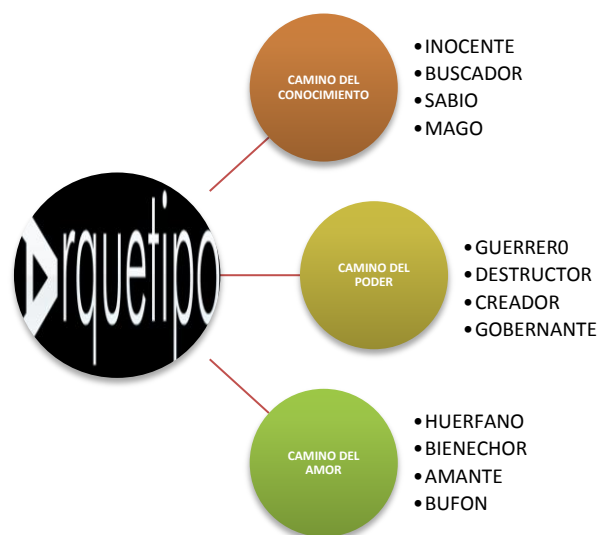 Arquetipo
CAMINO DEL
CONOCIMIENTO
•INOCENTE
•BUSCADOR
•SABIO
•MAGO
CAMINO DEL
PODER
•GUERRER0
•DESTRUCTOR
•CREADOR
•GOBERNANTE
CAMINO DEL
AMOR
•HUERFANO
•BIENECHOR
•AMANTE
•BUFON